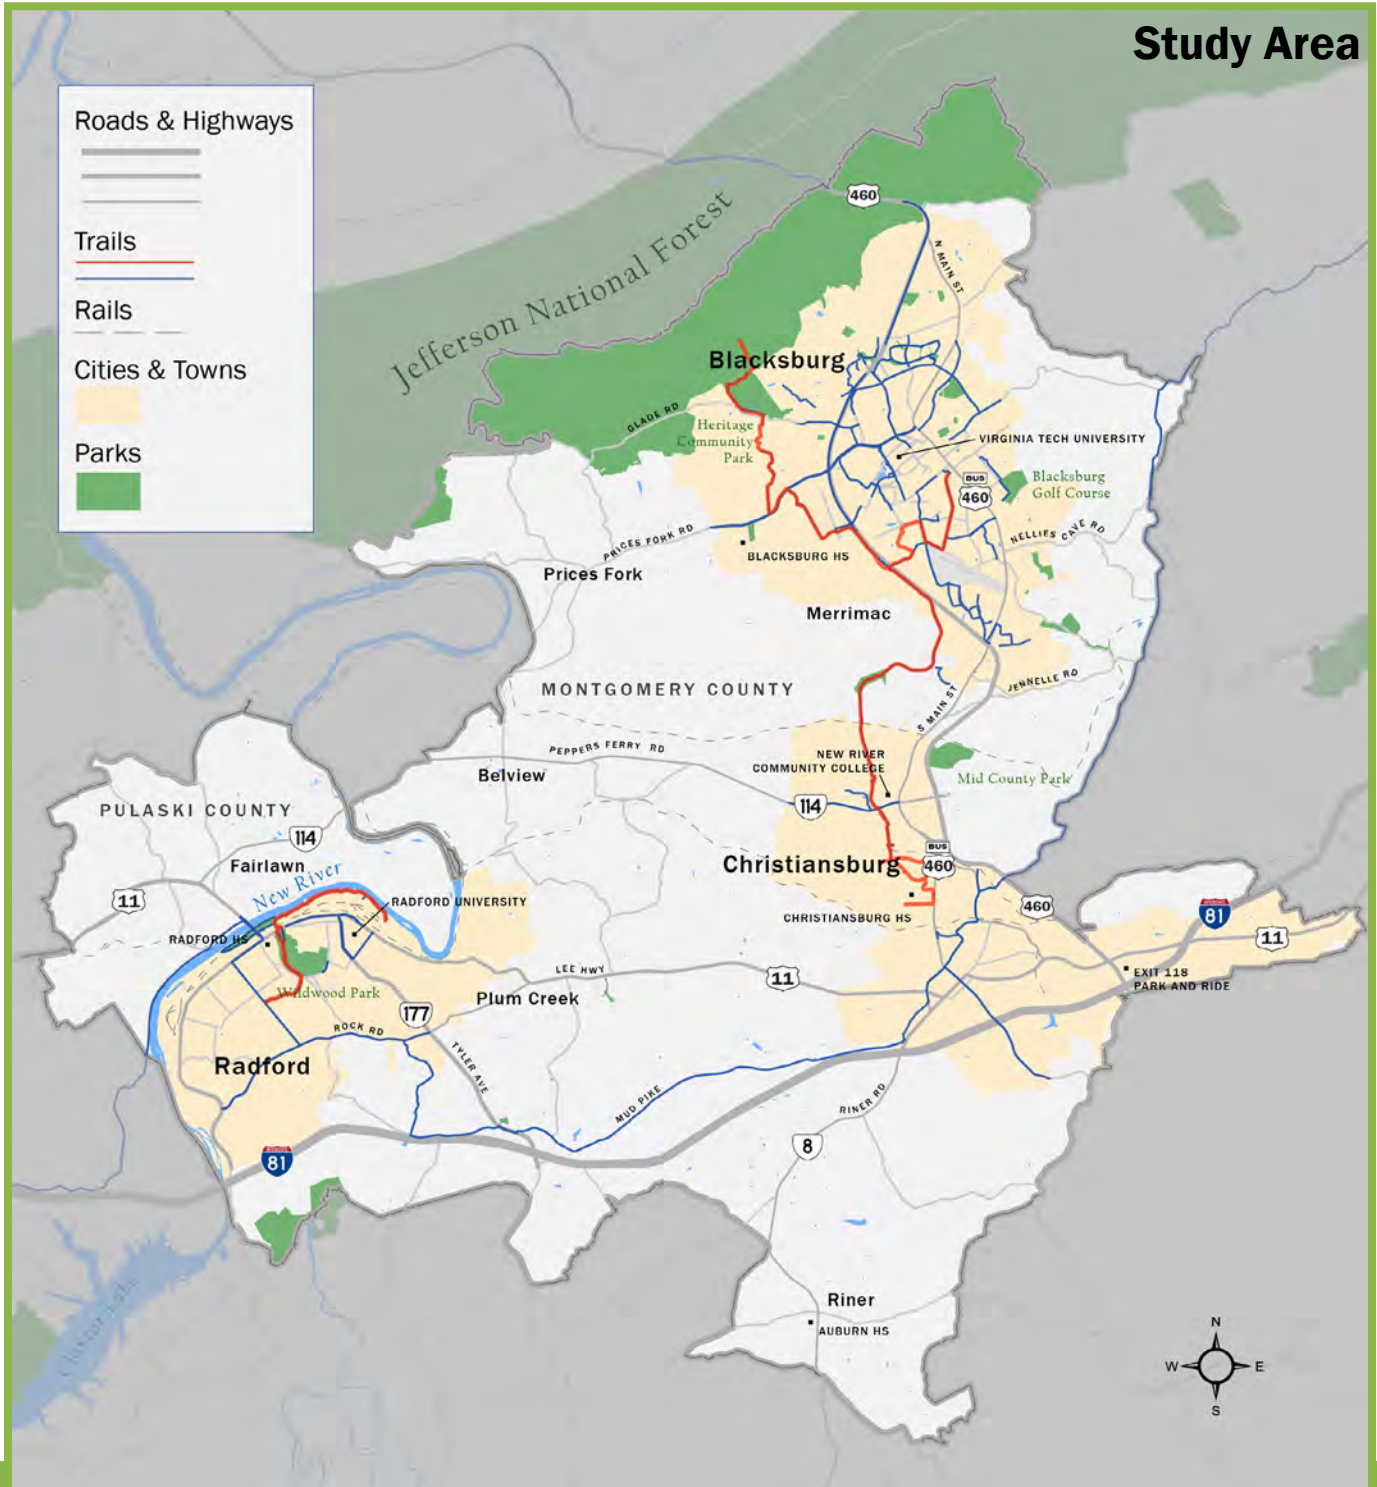 Study Area
Roads & Highways
Trails
Rails
Cities & Towns
Parks
Jefferson National Forest
460
N MAIN ST
Blacksburg
GLADE RD
Heritage
Community
Park
VIRGINIA TECH UNIVERSITY
BUS
460
Blacksburg
Golf Course
NELLIES CAVE RD
PRICES FORK RD
BLACKSBURG HS
Prices Fork
Merrimac
MONTGOMERY COUNTY
JENNELLE RD
S MAIN ST
PEPPERS FERRY RD
NEW RIVER
COMMUNITY COLLEGE
Belview
Mid County Park
114
PULASKI COUNTY
114
Fairlawn
New River
11
RADFORD UNIVERSITY
RADFORD HS
BUS
460
Christiansburg
CHRISTIANSBURG HS
460
81
11
EXIT 118
PARK AND RIDE
LEE HWY
11
Wildwood Park
Plum Creek
177
ROCK RD
Radford
TYLER AVE
MUD PIKE
RINER RD
8
81
Claytor Lake
Riner
AUBURN HS
N
W
E
S